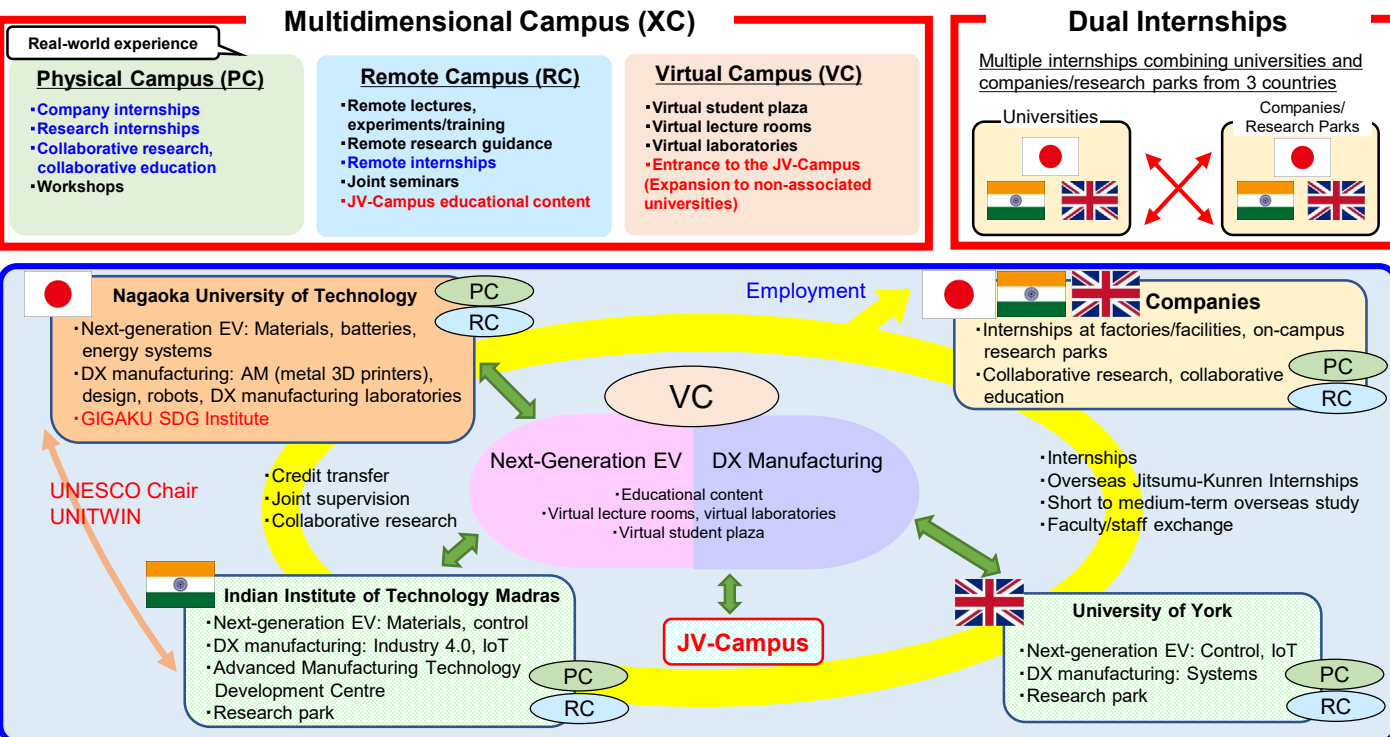 Multidimensional Campus (XC)
Real-world experience
Physical Campus (PC)
・Company internships
・Research internships
・Collaborative research,
collaborative education
・Workshops
Remote Campus (RC)
・Remote lectures,
experiments/training
・Remote research guidance
・Remote internships
・Joint seminars
・JV-Campus educational content
Virtual Campus (VC)
・Virtual student plaza
・Virtual lecture rooms
・Virtual laboratories
・Entrance to the JV-Campus
(Expansion to non-associated
universities)
Dual Internships
Multiple internships combining universities and
companies/research parks from 3 countries
Universities
Companies/
Research Parks
Nagaoka University of Technology
・Next-generation EV: Materials, batteries,
energy systems
・DX manufacturing: AM (metal 3D printers),
design, robots, DX manufacturing laboratories
・GIGAKU SDG Institute
PC
RC
Employment
Companies
・Internships at factories/facilities, on-campus
research parks
・Collaborative research, collaborative
education
PC
RC
VC
Next-Generation EV
DX Manufacturing
・Educational content
・Virtual lecture rooms, virtual laboratories
・Virtual student plaza
・Credit transfer
・Joint supervision
・Collaborative research
UNESCO Chair
UNITWIN
・Internships
・Overseas Jitsumu-Kunren Internships
・Short to medium-term overseas study
・Faculty/staff exchange
Indian Institute of Technology Madras
・Next-generation EV: Materials, control
・DX manufacturing: Industry 4.0, IoT
・Advanced Manufacturing Technology
Development Centre
・Research park
PC
RC
JV-Campus
University of York
・Next-generation EV: Control, IoT
・DX manufacturing: Systems
・Research park
PC
RC